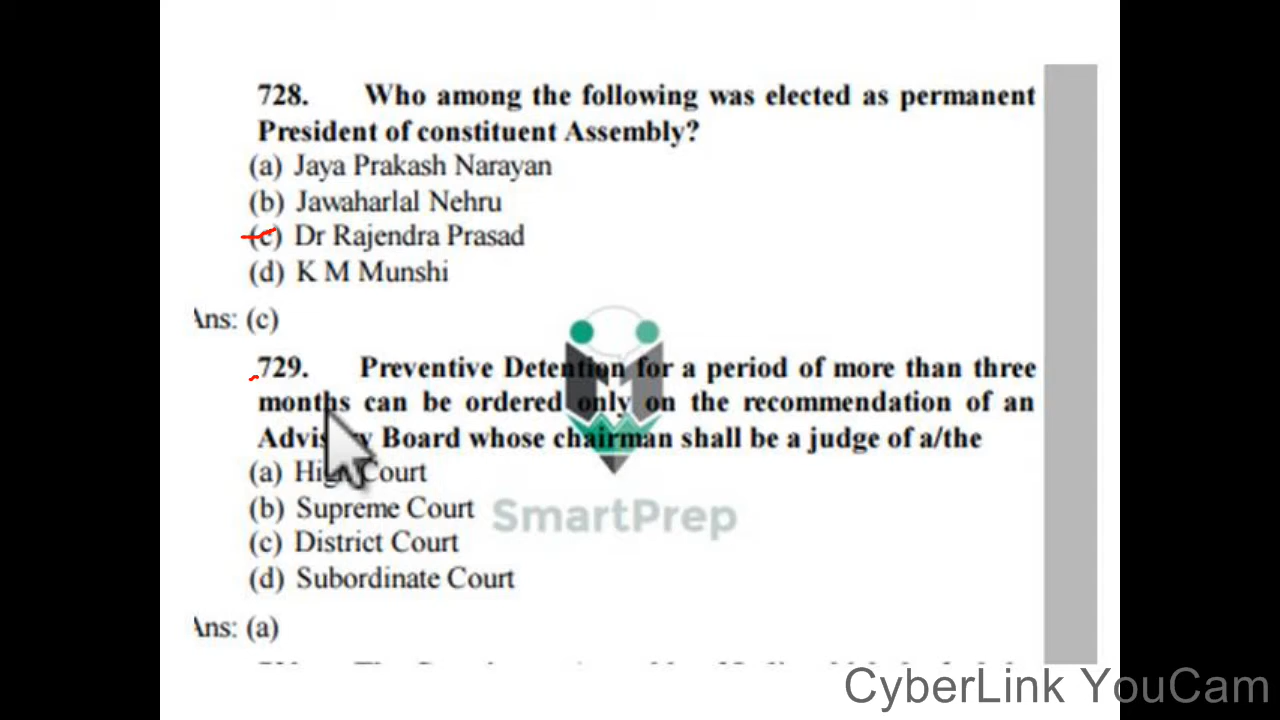 728. Who among the following was elected as permanent
President of constituent Assembly?
(a) Jaya Prakash Narayan
(b) Jawaharlal Nehru
(c) Dr Rajendra Prasad
(d) K M Munshi
Ans: (c)
729. Preventive Detention for a period of more than three
months can be ordered only on the recommendation of an
Advisory Board whose chairman shall be a judge of a/the
(a) High Court
(b) Supreme Court
(c) District Court
(d) Subordinate Court
SmartPrep
Ans: (a)
CyberLink YouCam